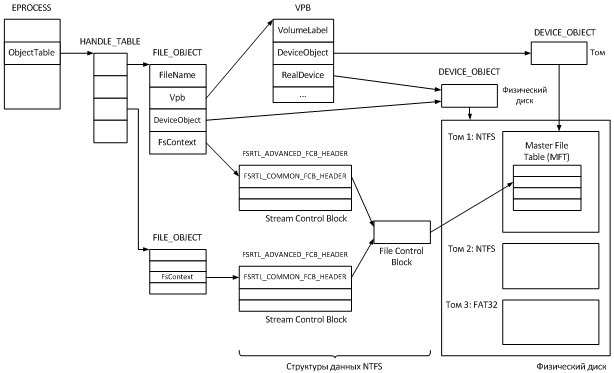 EPROCESS
ObjectTable
HANDLE_TABLE
FILE_OBJECT
FileName
Vpb
DeviceObject
FsContext
VPB
VolumeLabel
DeviceObject
RealDevice
...
DEVICE_OBJECT
Том
DEVICE_OBJECT
Физический
диск
Том 1: NTFS
Master File
Table (MFT)
FSRTL_ADVANCED_FCB_HEADER
FSRTL_COMMON_FCB_HEADER
Stream Control Block
FILE_OBJECT
FsContext
FSRTL_ADVANCED_FCB_HEADER
FSRTL_COMMON_FCB_HEADER
Stream Control Block
File Control
Block
Том 2: NTFS
Том 3: FAT32
Структуры данных NTFS
Физический диск